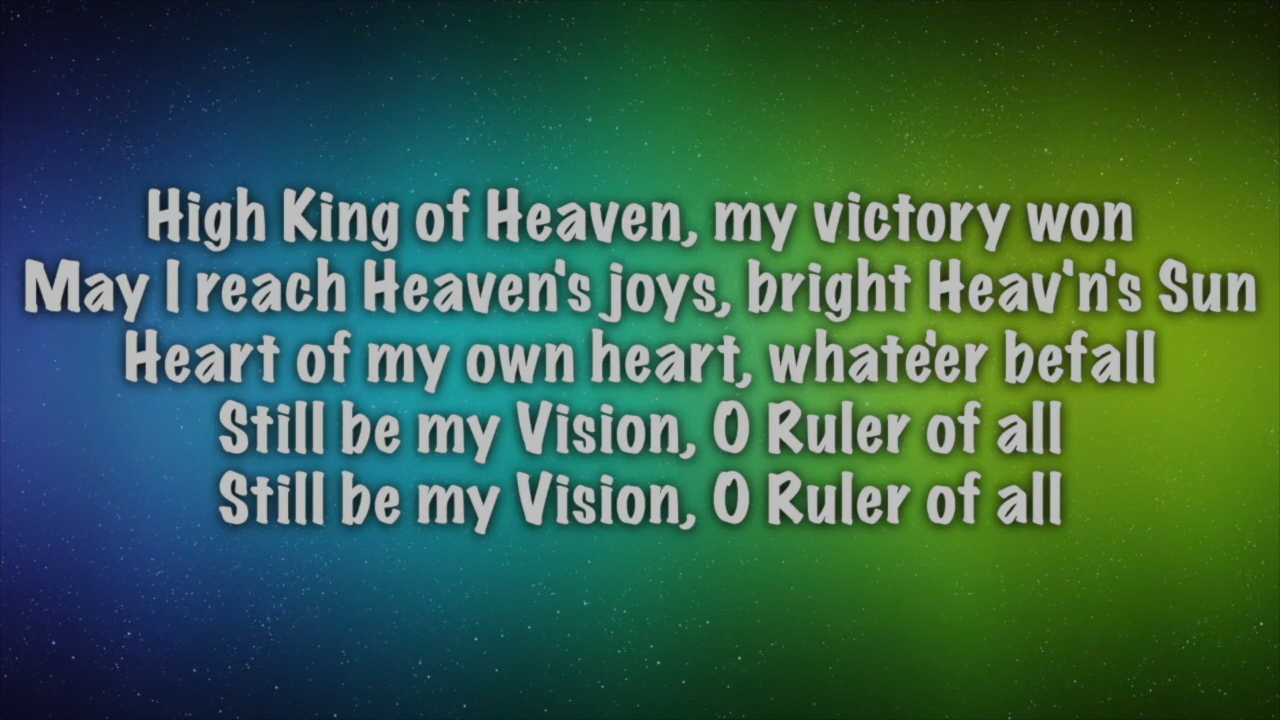 High King of Heaven, my victory won
May I reach Heaven's joys, bright Heav'n's Sun
Heart of my own heart, whate'er befall
Still be my Vision, O Ruler of all
Still be my Vision, O Ruler of all